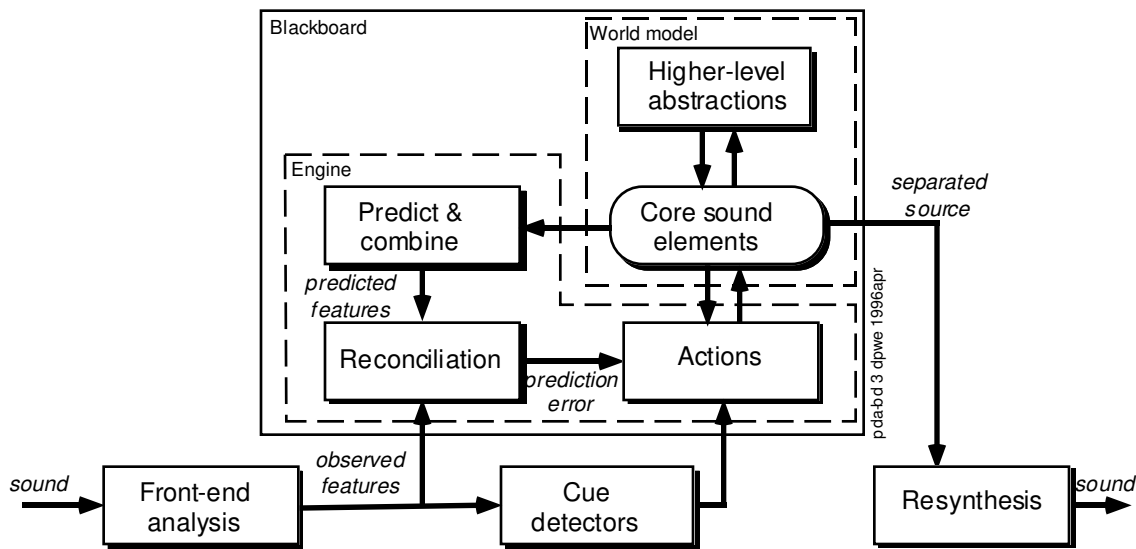 Blackboard
World model
Higher-level
abstractions
Engine
Predict &
combine
Core sound
elements
separated
source
predicted
features
Reconciliation
prediction
error
Actions
pda-bd 3 dpwe 1996apr
sound
Front-end
analysis
observed
features
Cue
detectors
Resynthesis
sound